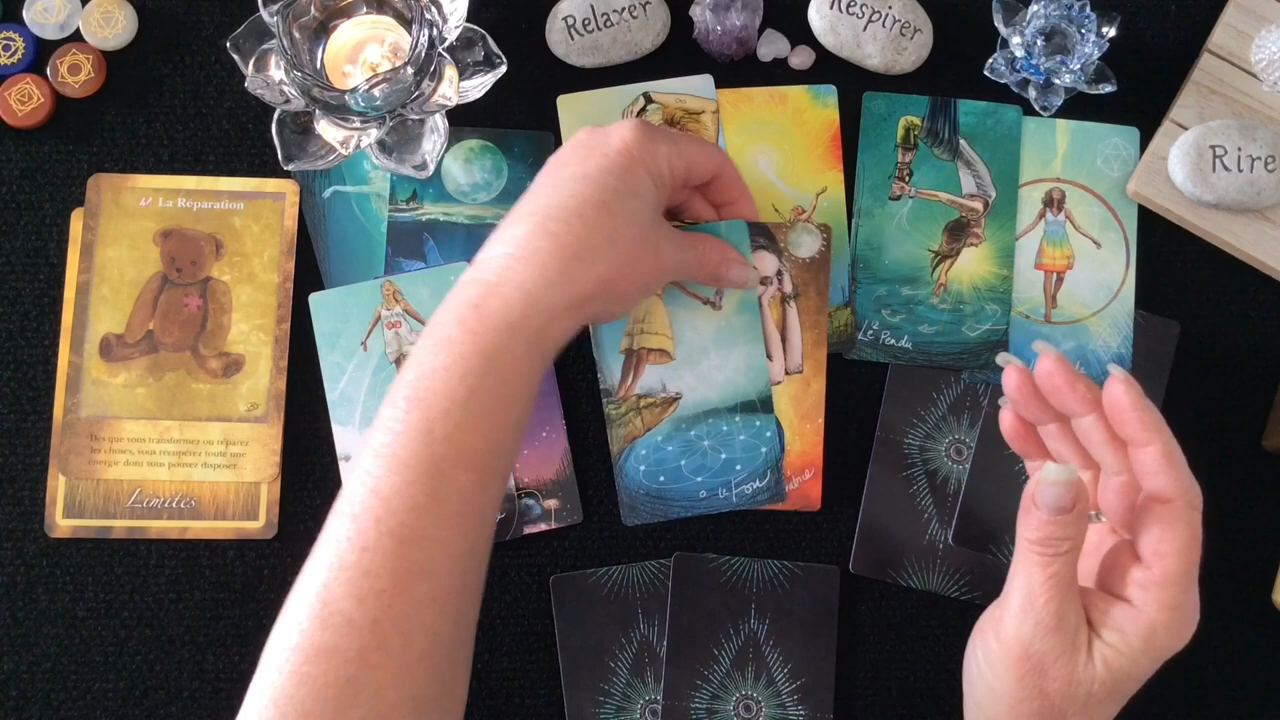 Relaxer
Respirer
Rire
La Réparation
Dès que vous transformez ou réparez
les choses, vous récupérez toute une
énergie dont vous pouvez disposer...
Limites
Le Pendu
0 le Fou